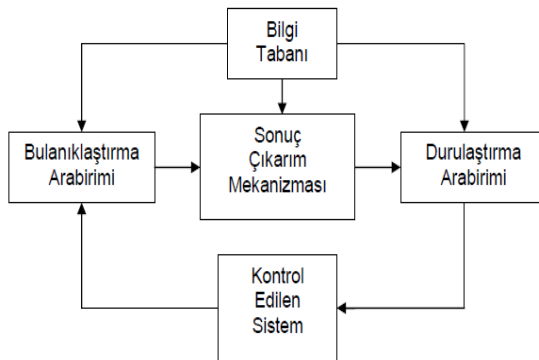 Bilgi
Tabanı
Bulanıklaştırma
Arabirimi
Sonuç
Çıkarım
Mekanizması
Durulaştırma
Arabirimi
Kontrol
Edilen
Sistem